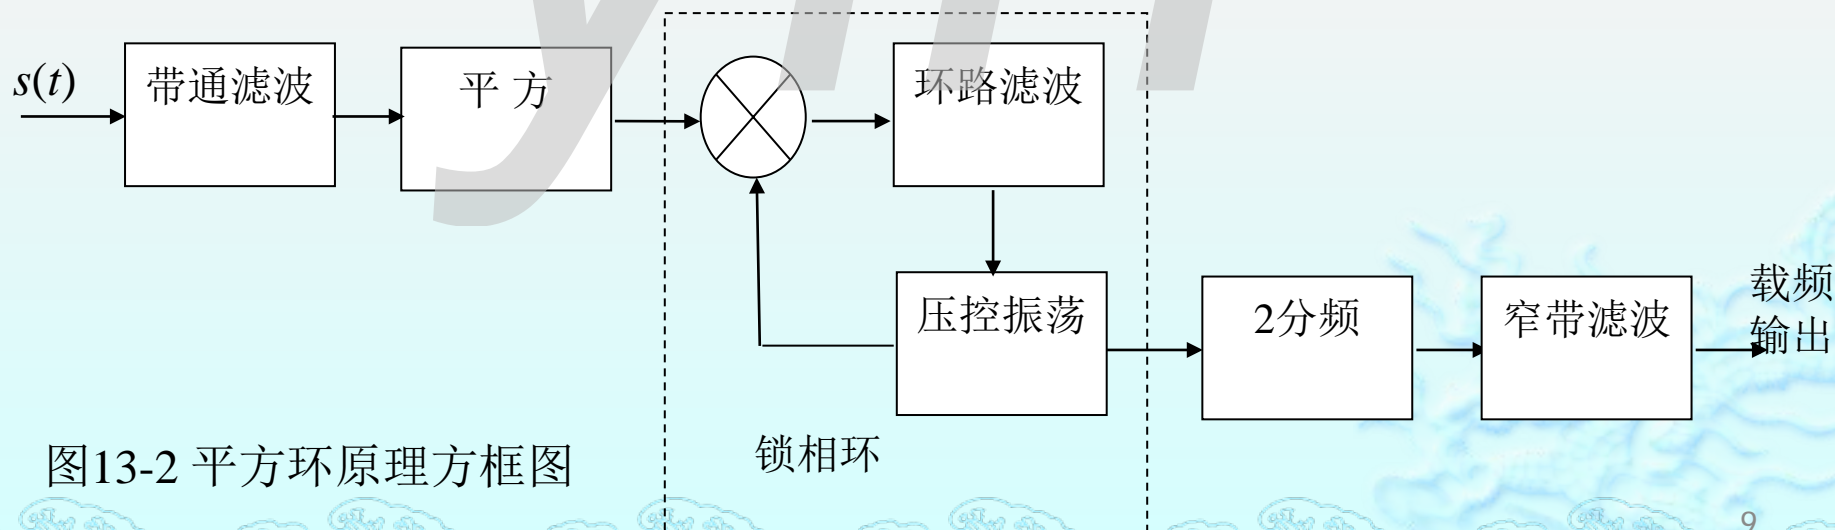 s(t)
带通滤波
平 方
环路滤波
压控振荡
2分频
窄带滤波
载频
输出
锁相环
图13-2 平方环原理方框图
9